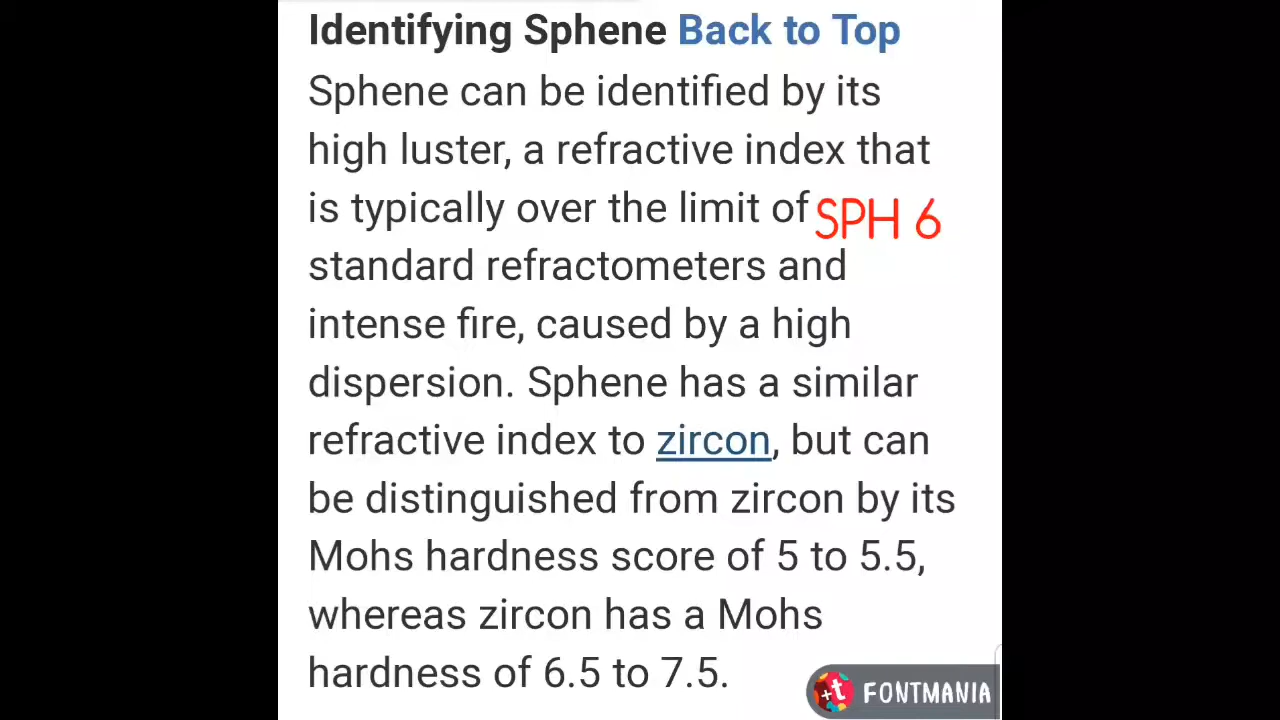 Identifying Sphene Back to Top
Sphene can be identified by its
high luster, a refractive index that
is typically over the limit of SPH 6
standard refractometers and
intense fire, caused by a high
dispersion. Sphene has a similar
refractive index to zircon, but can
be distinguished from zircon by its
Mohs hardness score of 5 to 5.5,
whereas zircon has a Mohs
hardness of 6.5 to 7.5.
+t FONTMANIA